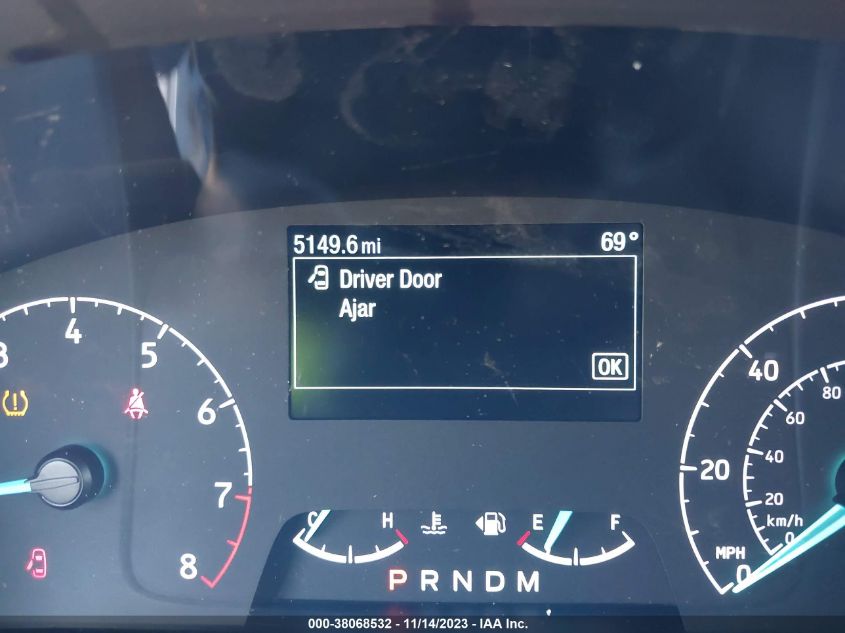 5149.6 mi 69°
Driver Door
Ajar
OK
3 4 5 6 7 8
C H E F
P R N D M
40
20
0
MPH
80
60
40
20
km/h
0
000-38068532 - 11/14/2023 - IAA Inc.